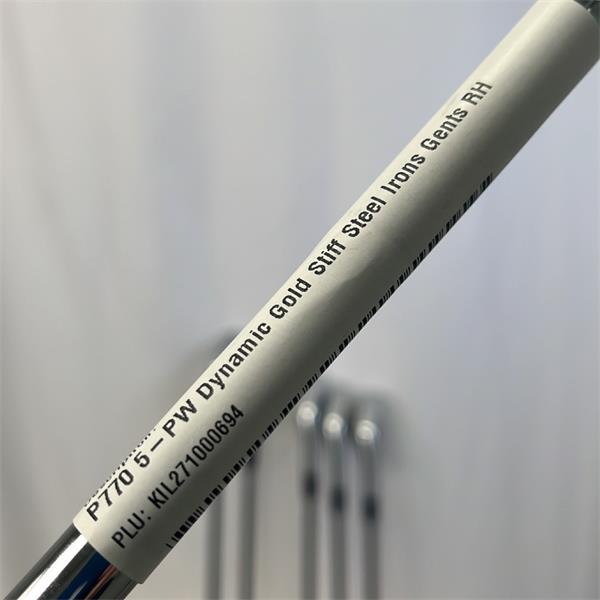 P770 5 – PW Dynamic Gold Stiff Steel Irons Gents RH
PLU: KIL271000694